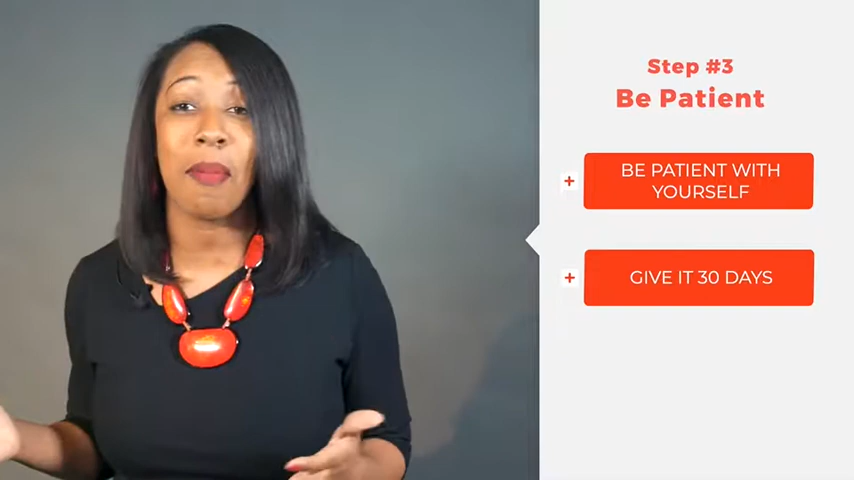 Step #3
Be Patient
BE PATIENT WITH
YOURSELF
GIVE IT 30 DAYS